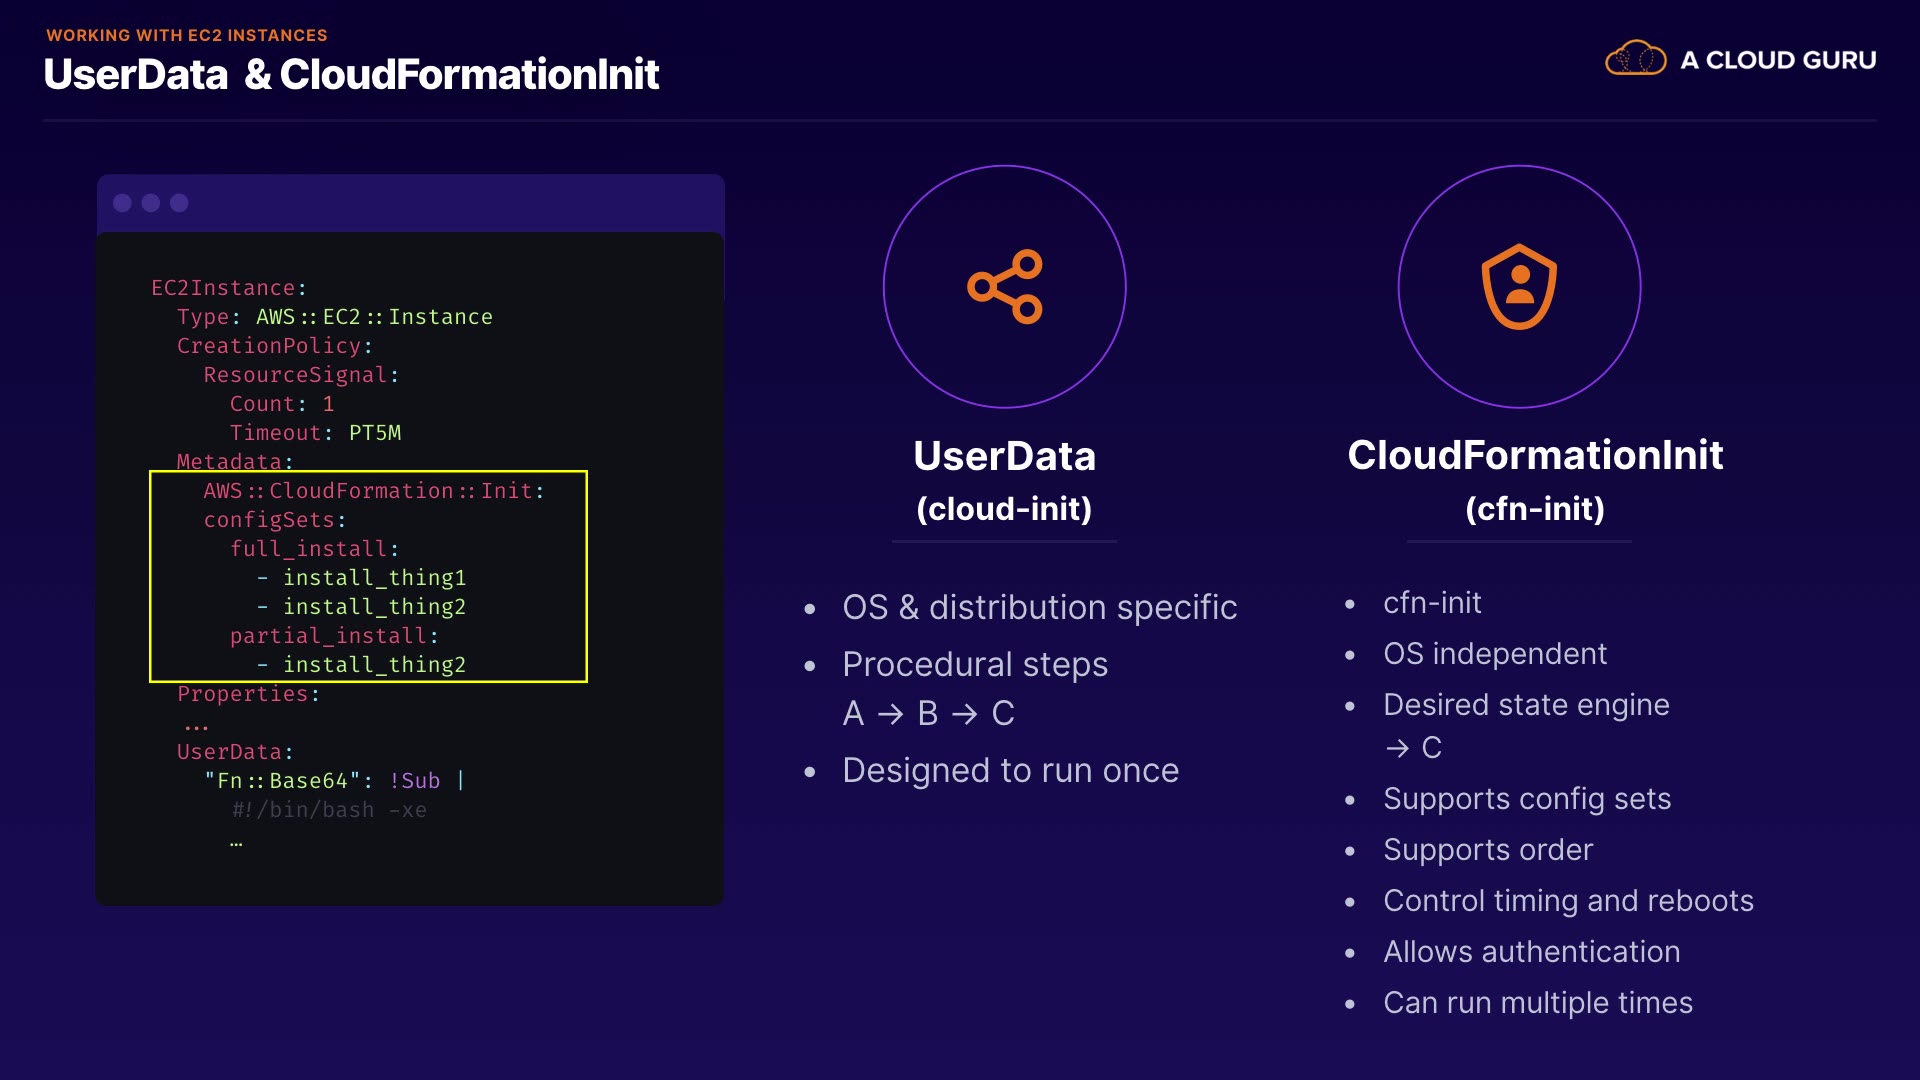 WORKING WITH EC2 INSTANCES
UserData & CloudFormationInit
A CLOUD GURU
EC2Instance:
Type: AWS::EC2::Instance
CreationPolicy:
ResourceSignal:
Count: 1
Timeout: PT5M
Metadata:
AWS::CloudFormation::Init:
configSets:
full_install:
- install_thing1
- install_thing2
partial_install:
- install_thing2
Properties:
...
UserData:
"Fn::Base64": !Sub |
#!/bin/bash -xe
…
UserData
(cloud-init)
• OS & distribution specific
• Procedural steps
A → B → C
• Designed to run once
CloudFormationInit
(cfn-init)
• cfn-init
• OS independent
• Desired state engine
→ C
• Supports config sets
• Supports order
• Control timing and reboots
• Allows authentication
• Can run multiple times